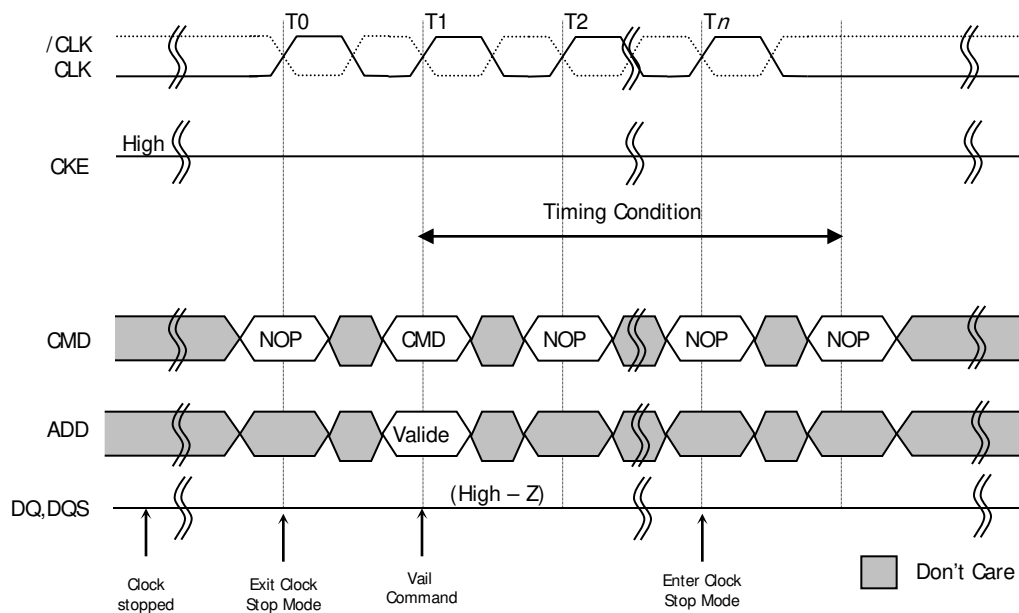 T0 T1 T2 Tn
/CLK
CLK
High
CKE
Timing Condition
CMD NOP CMD NOP NOP NOP
ADD Valide
(High – Z)
DQ,DQS
Clock
stopped
Exit Clock
Stop Mode
Vail
Command
Enter Clock
Stop Mode
Don't Care